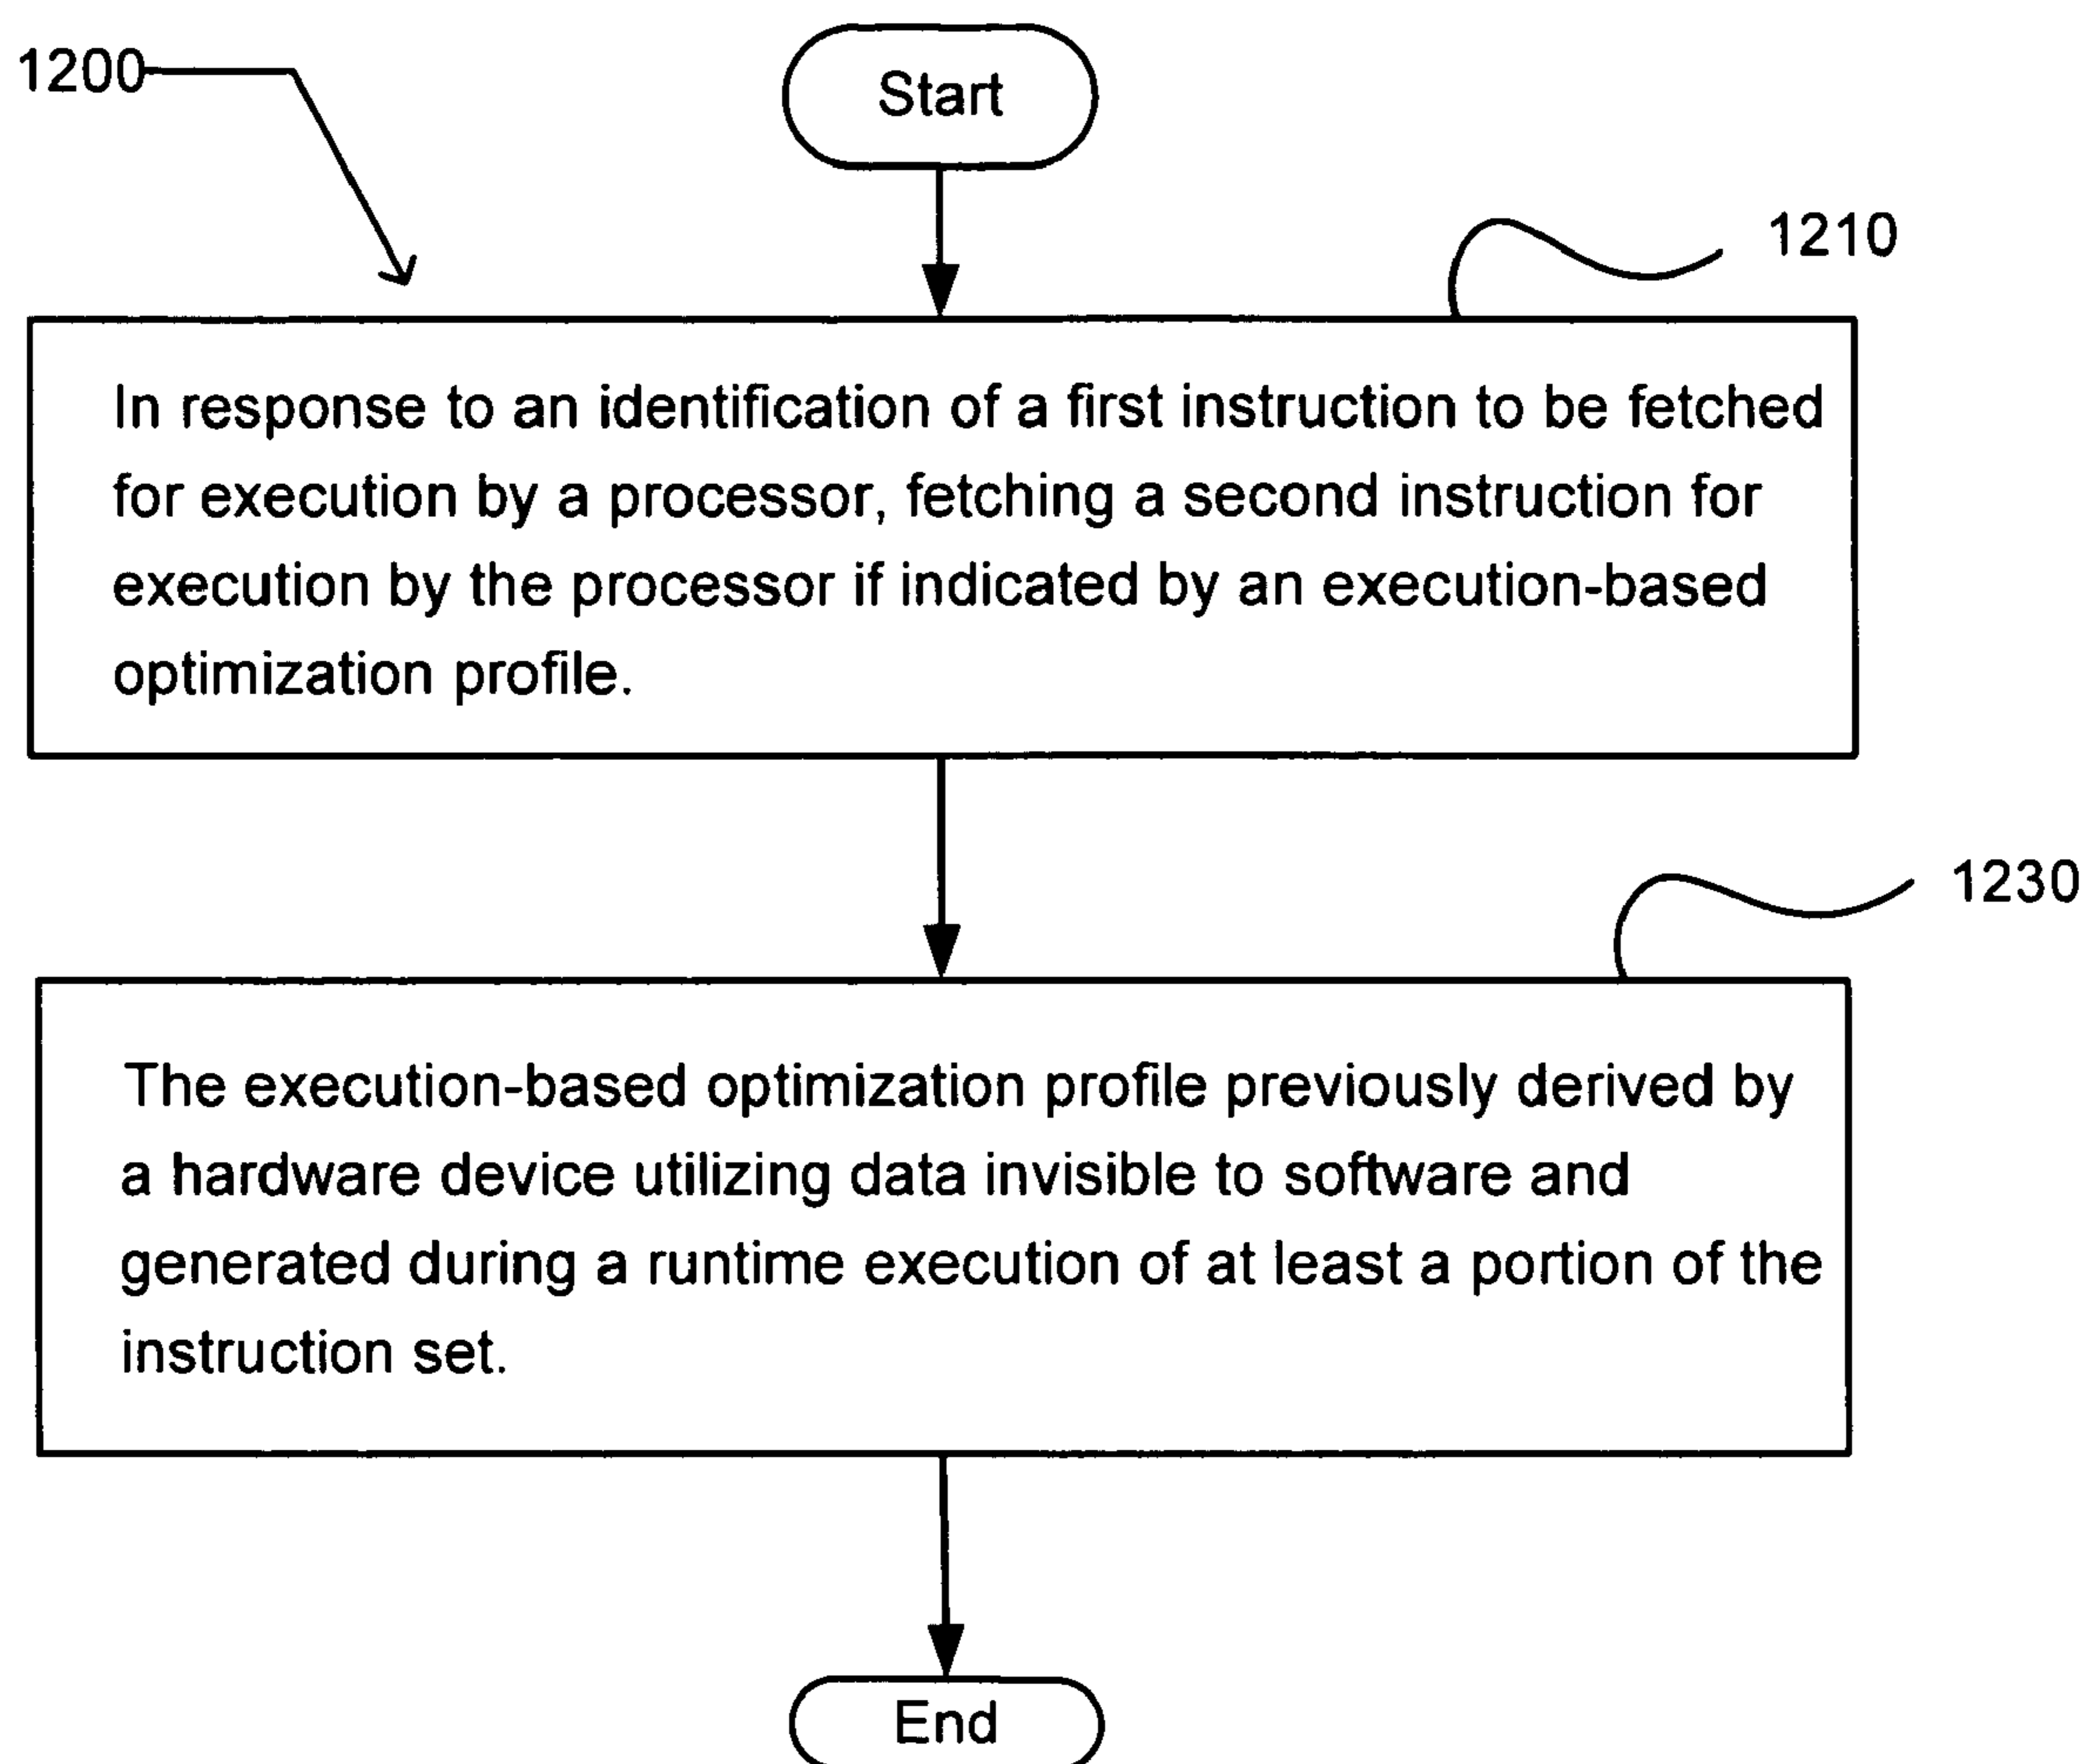 1200
Start
1210
In response to an identification of a first instruction to be fetched
for execution by a processor, fetching a second instruction for
execution by the processor if indicated by an execution-based
optimization profile.
1230
The execution-based optimization profile previously derived by
a hardware device utilizing data invisible to software and
generated during a runtime execution of at least a portion of the
instruction set.
End